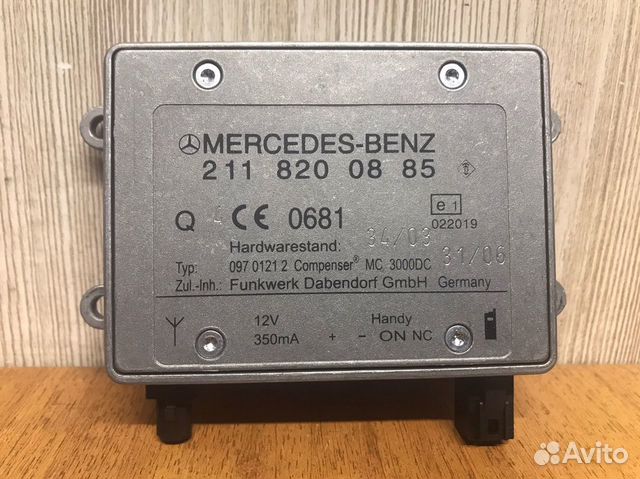 MERCEDES-BENZ
211 820 08 85
Q CE 0681 e1
022019
Hardwarestand: 34/03
Typ: 097 0121 2 Compenser® MC 3000DC 31/06
Zul.-Inh.: Funkwerk Dabendorf GmbH Germany
12V Handy
350mA + - ON NC
Avito